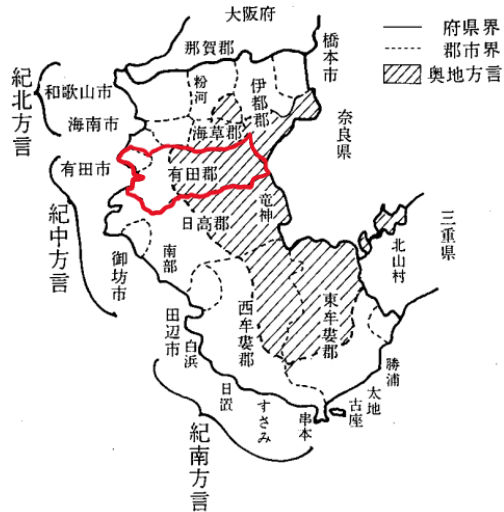 大阪府
那賀郡
橋本市
府県界
郡市界
奥地方言
紀北方言
和歌山市
海南市
粉河
伊都郡
海草郡
奈良県
有田市
有田郡
紀中方言
日高郡
竜神
御坊市
南部
北山村
三重県
田辺市
白浜
西牟婁郡
東牟婁郡
勝浦
太地
古座
日置
すさみ
串本
紀南方言